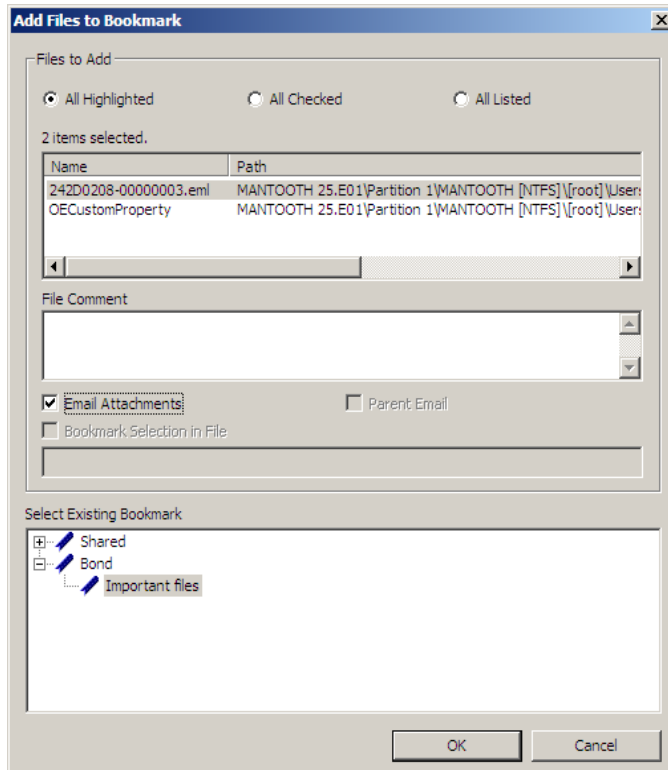 Add Files to Bookmark
Files to Add
All Highlighted All Checked All Listed
2 items selected.
Name Path
242D0208-00000003.eml MANTOOTH 25.E01\Partition 1\MANTOOTH [NTFS]\[root]\Users
OECustomProperty MANTOOTH 25.E01\Partition 1\MANTOOTH [NTFS]\[root]\Users
File Comment
Email Attachments Parent Email
Bookmark Selection in File
Select Existing Bookmark
Shared
Bond
Important files
OK Cancel